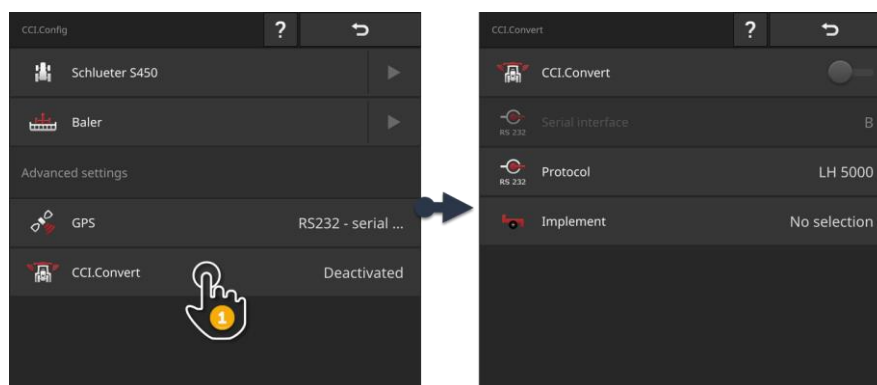 CCI.Config
?
Schlueter S450
Baler
Advanced settings
GPS
RS232 - serial ...
CCI.Convert
Deactivated
1
CCI.Convert
?
CCI.Convert
RS 232
Serial interface
B
RS 232
Protocol
LH 5000
Implement
No selection